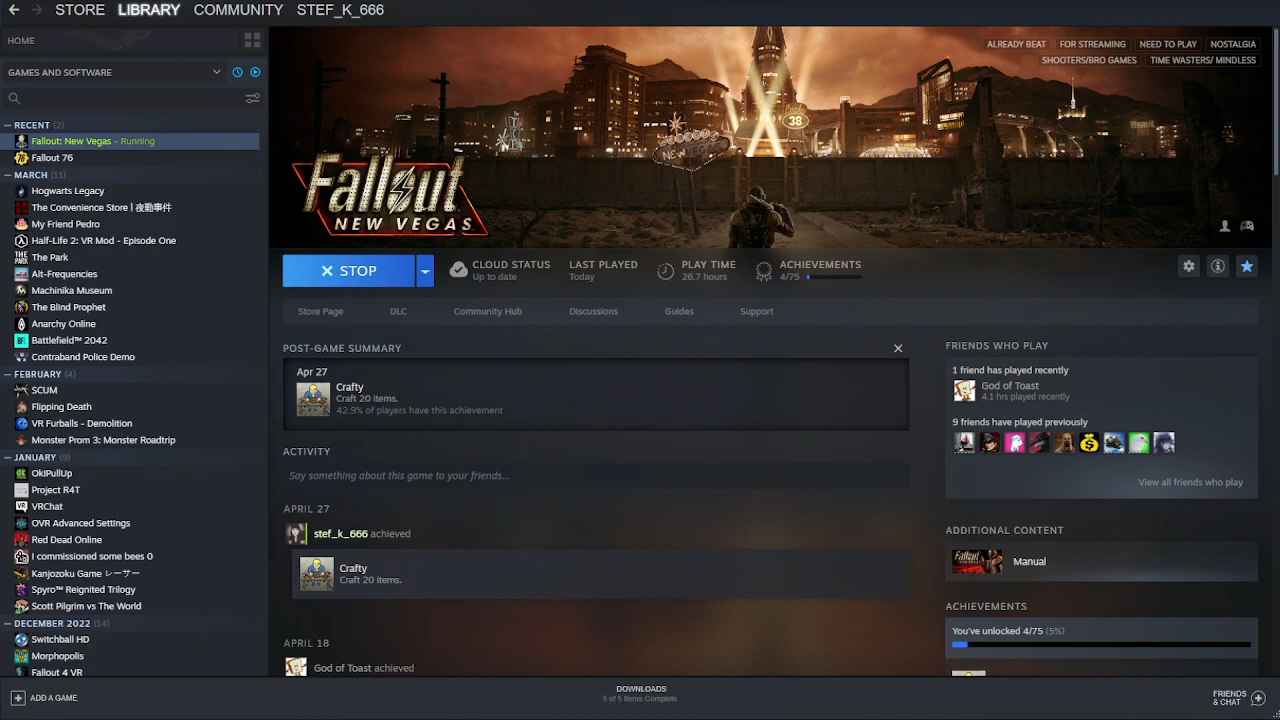 STORE LIBRARY COMMUNITY STEF_K_666
HOME
GAMES AND SOFTWARE
RECENT (2)
Fallout: New Vegas - Running
Fallout 76
MARCH (11)
Hogwarts Legacy
The Convenience Store | 夜勤事件
My Friend Pedro
Half-Life 2: VR Mod - Episode One
The Park
Alt-Frequencies
Machinika Museum
The Blind Prophet
Anarchy Online
Battlefield™ 2042
Contraband Police Demo
FEBRUARY (4)
SCUM
Flipping Death
VR Furballs - Demolition
Monster Prom 3: Monster Roadtrip
JANUARY (9)
OkiPullUp
Project R4T
VRChat
OVR Advanced Settings
Red Dead Online
I commissioned some bees 0
Kanjozoku Game レーサー
Spyro™ Reignited Trilogy
Scott Pilgrim vs The World
DECEMBER 2022 (14)
Switchball HD
Morphopolis
Fallout 4 VR
ADD A GAME
ALREADY BEAT FOR STREAMING NEED TO PLAY NOSTALGIA
SHOOTERS/BRO GAMES TIME WASTERS/ MINDLESS
38
NEW VEGAS
Fallout
NEW VEGAS
STOP
CLOUD STATUS
Up to date
LAST PLAYED
Today
PLAY TIME
26.7 hours
ACHIEVEMENTS
4/75
Store Page DLC Community Hub Discussions Guides Support
POST-GAME SUMMARY
Apr 27
Crafty
Craft 20 items.
42.9% of players have this achievement
ACTIVITY
Say something about this game to your friends...
APRIL 27
stef_k_666 achieved
Crafty
Craft 20 items.
APRIL 18
God of Toast achieved
FRIENDS WHO PLAY
1 friend has played recently
God of Toast
4.1 hrs played recently
9 friends have played previously
View all friends who play
ADDITIONAL CONTENT
Fallout
Manual
ACHIEVEMENTS
You've unlocked 4/75 (5%)
DOWNLOADS
5 of 5 Items Complete
FRIENDS
& CHAT